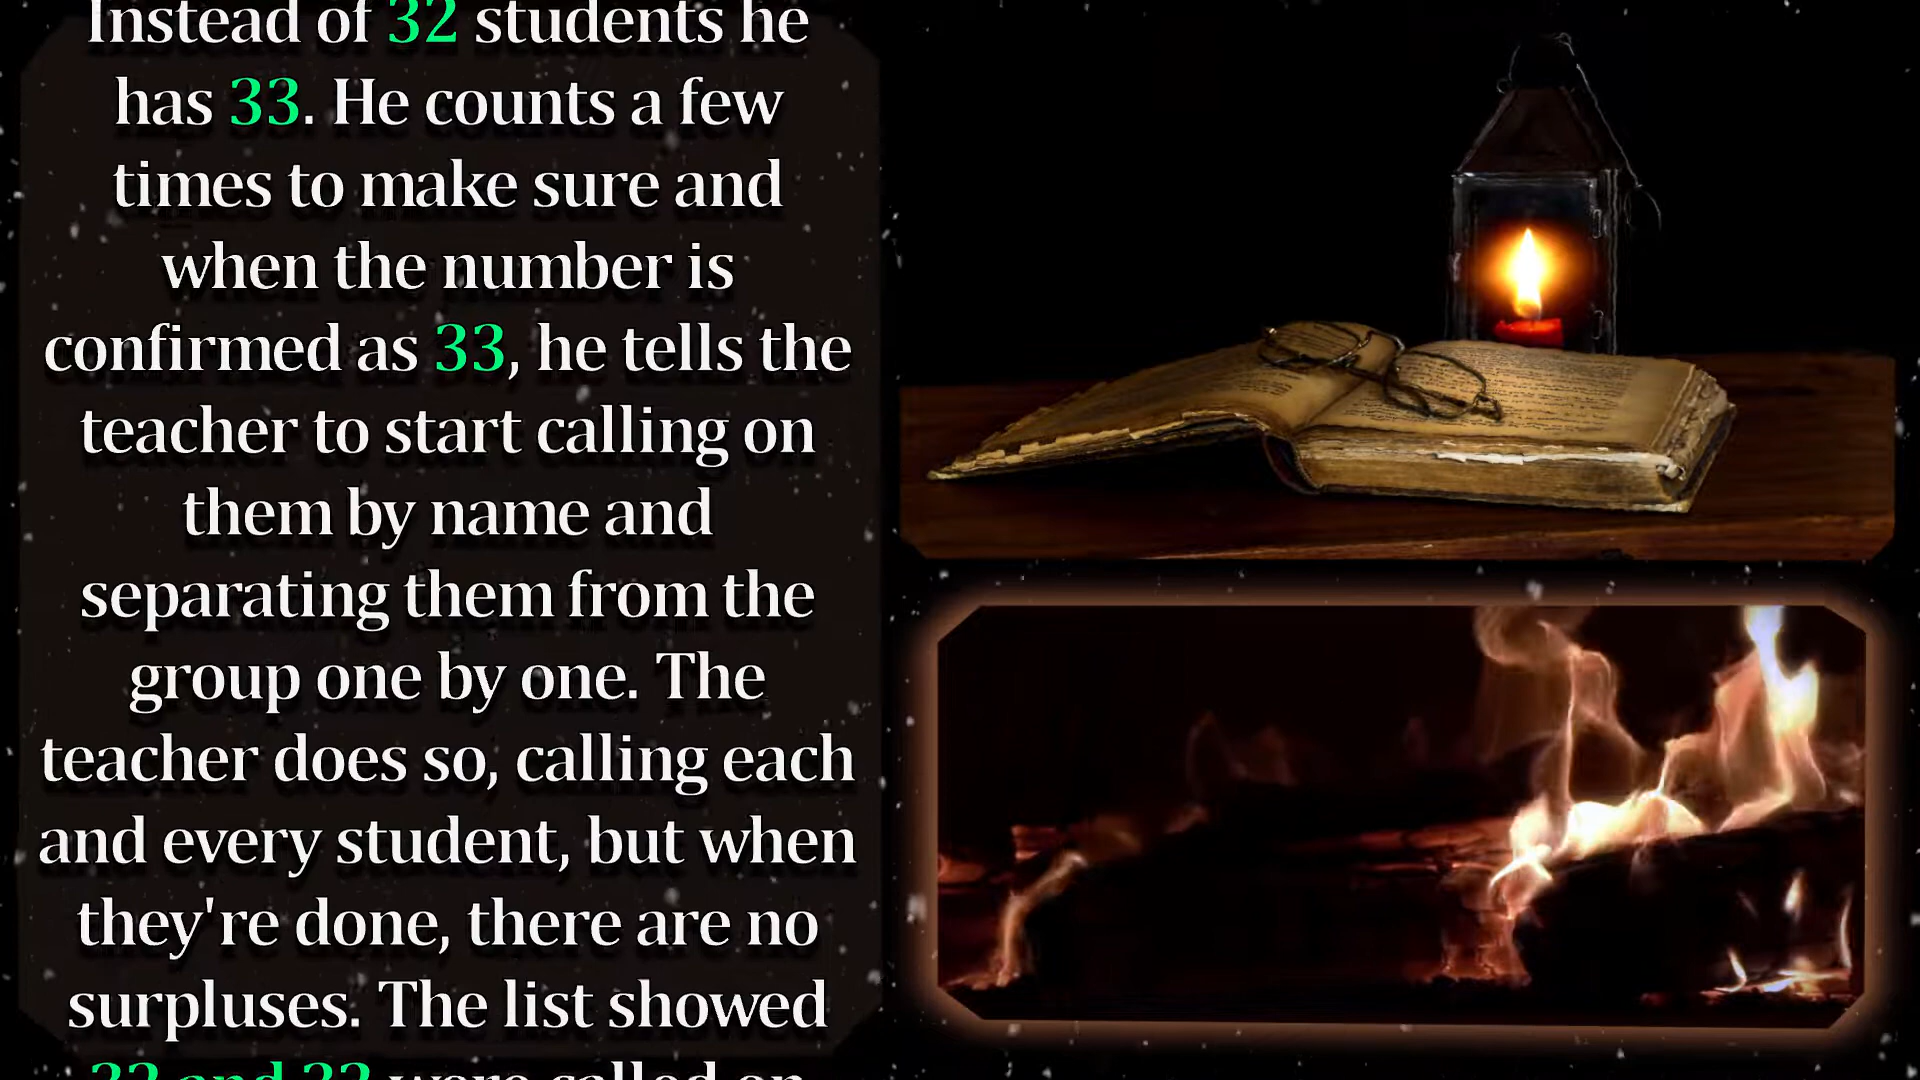 Instead of 32 students he
has 33. He counts a few
times to make sure and
when the number is
confirmed as 33, he tells the
teacher to start calling on
them by name and
separating them from the
group one by one. The
teacher does so, calling each
and every student, but when
they're done, there are no
surpluses. The list showed
were called on